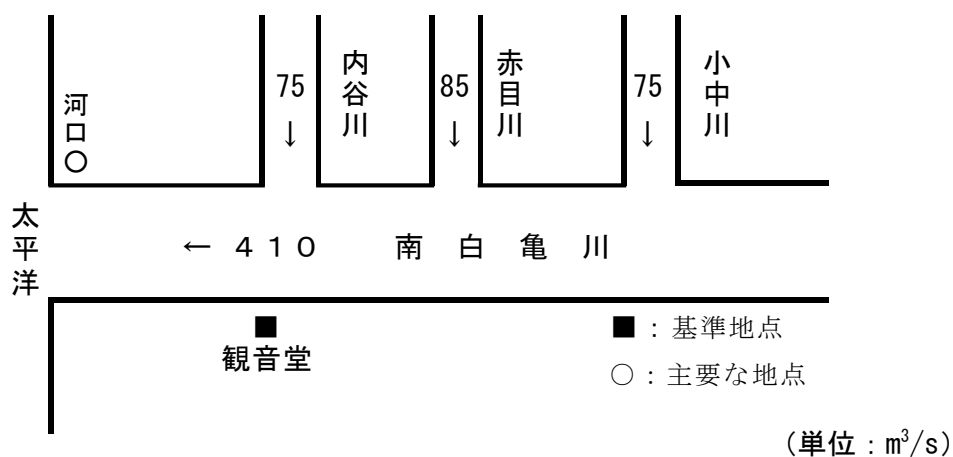 75
↓
内谷川
85
↓
赤目川
75
↓
小中川
河口○
太平洋
← 410 南白亀川
■
観音堂
■：基準地点
○：主要な地点
(単位：m³/s)